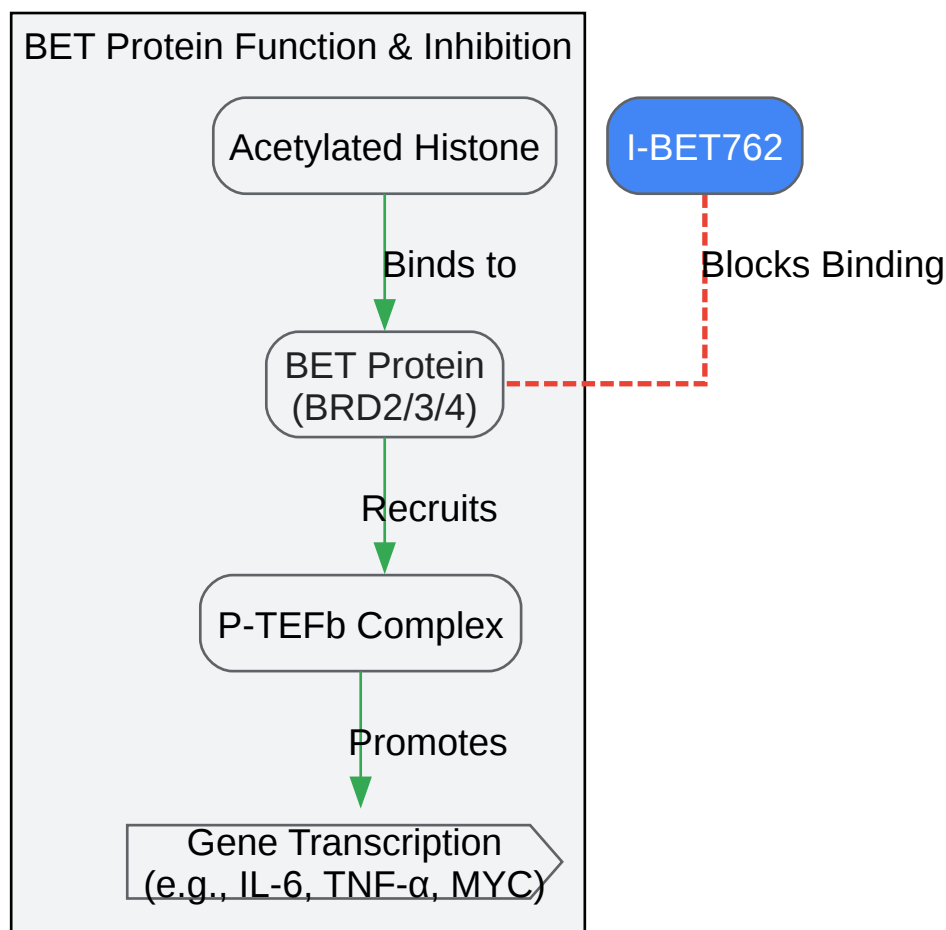 BET Protein Function & Inhibition
Acetylated Histone
I-BET762
Binds to
Blocks Binding
BET Protein
(BRD2/3/4)
Recruits
P-TEFb Complex
Promotes
Gene Transcription
(e.g., IL-6, TNF-α, MYC)